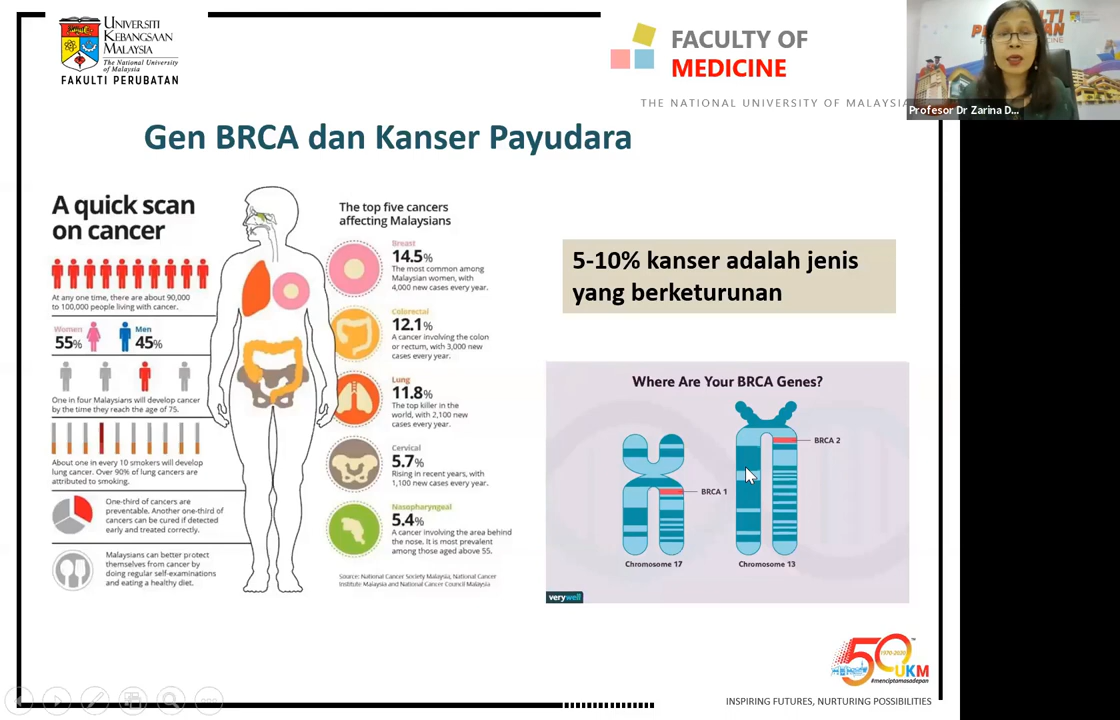 UNIVERSITI
KEBANGSAAN
MALAYSIA
The National University
of Malaysia
FAKULTI PERUBATAN
FACULTY OF
MEDICINE
THE NATIONAL UNIVERSITY OF MALAYSIA
Profesor Dr Zarina D...
Gen BRCA dan Kanser Payudara
A quick scan
on cancer
At any one time, there are about 90,000
to 100,000 people living with cancer.
Women
55%
Men
45%
One in four Malaysians will develop cancer
by the time they reach the age of 75.
About one in every 10 smokers will develop
lung cancer. Over 90% of lung cancers are
attributed to smoking.
One-third of cancers are
preventable. Another one-third of
cancers can be cured if detected
early and treated correctly.
Malaysians can better protect
themselves from cancer by
doing regular self-examinations
and eating a healthy diet.
The top five cancers
affecting Malaysians
Breast
14.5%
The most common among
Malaysian women, with
4,000 new cases every year.
Colorectal
12.1%
A cancer involving the colon
or rectum, with 3,000 new
cases every year.
Lung
11.8%
The top killer in the
world, with 2,100 new
cases every year.
Cervical
5.7%
Rising in recent years, with
1,100 new cases every year.
Nasopharyngeal
5.4%
A cancer involving the area behind
the nose. It is most prevalent
among those aged above 55.
Source: National Cancer Society Malaysia, National Cancer
Institute Malaysia and National Cancer Council Malaysia
5-10% kanser adalah jenis
yang berketurunan
Where Are Your BRCA Genes?
BRCA 2
BRCA 1
Chromosome 17
Chromosome 13
verywell
50
1970-2020
UKM
#menciptamasadepan
INSPIRING FUTURES, NURTURING POSSIBILITIES